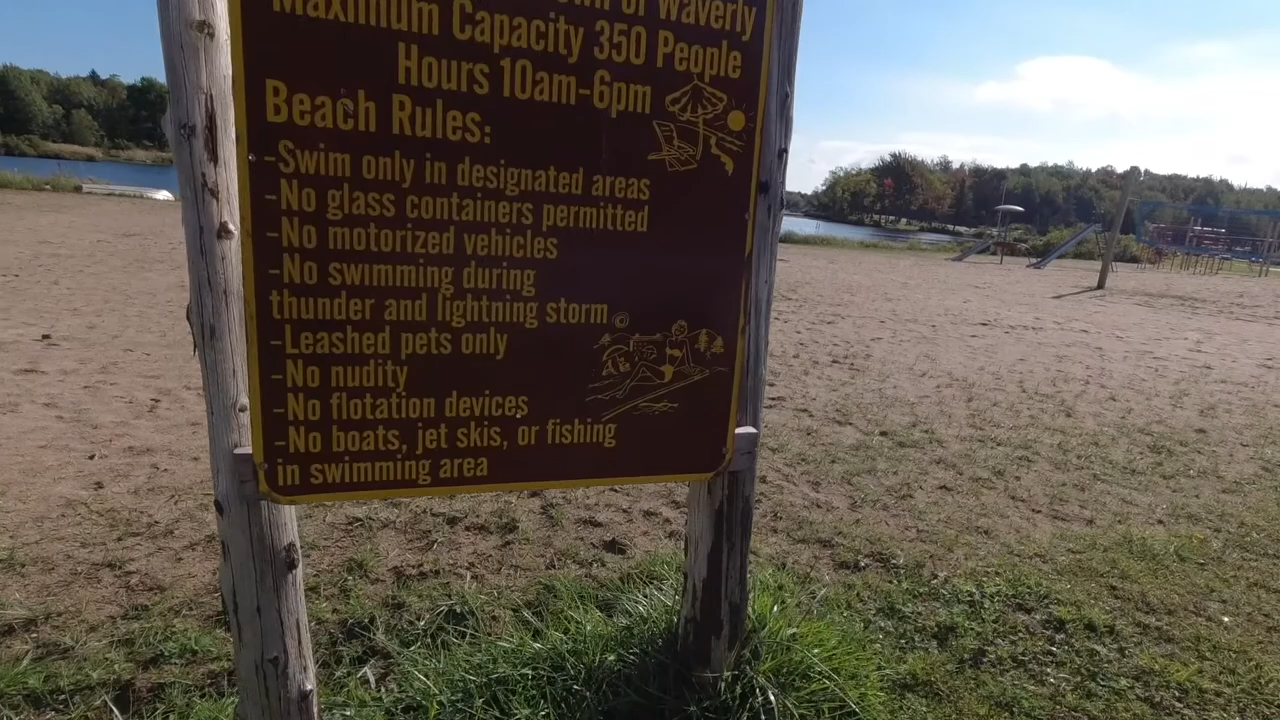 Town of Waverly
Maximum Capacity 350 People
Hours 10am-6pm
Beach Rules:
-Swim only in designated areas
-No glass containers permitted
-No motorized vehicles
-No swimming during
thunder and lightning storm
-Leashed pets only
-No nudity
-No flotation devices
-No boats, jet skis, or fishing
in swimming area